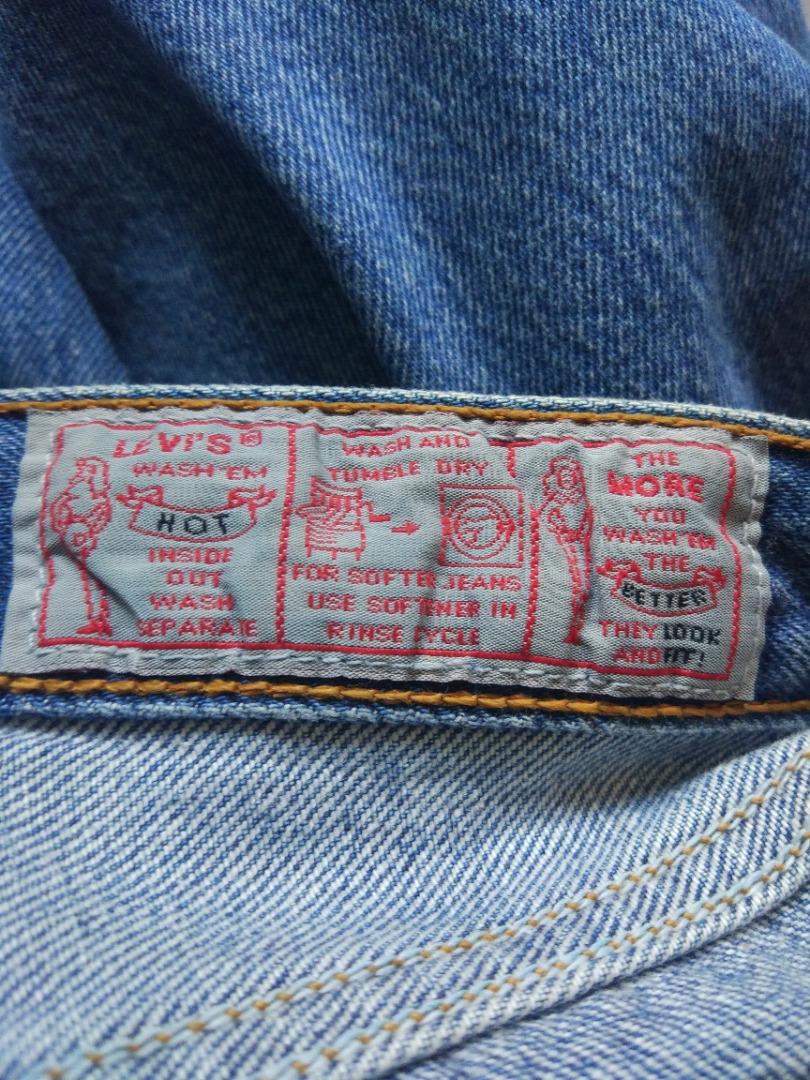 LEVI'S®
WASH 'EM
HOT
INSIDE
OUT
WASH
SEPARATE
WASH AND
TUMBLE DRY
FOR SOFTER JEANS
USE SOFTENER IN
RINSE CYCLE
THE
MORE
YOU
WASH 'EM
THE
BETTER
THEY LOOK
AND FIT!